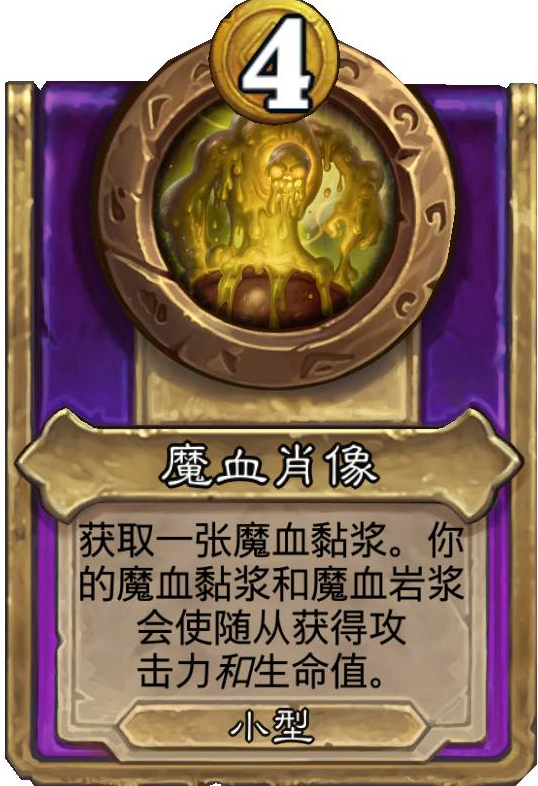 4
魔血肖像
获取一张魔血黏浆。你
的魔血黏浆和魔血岩浆
会使随从获得攻
击力和生命值。
小型